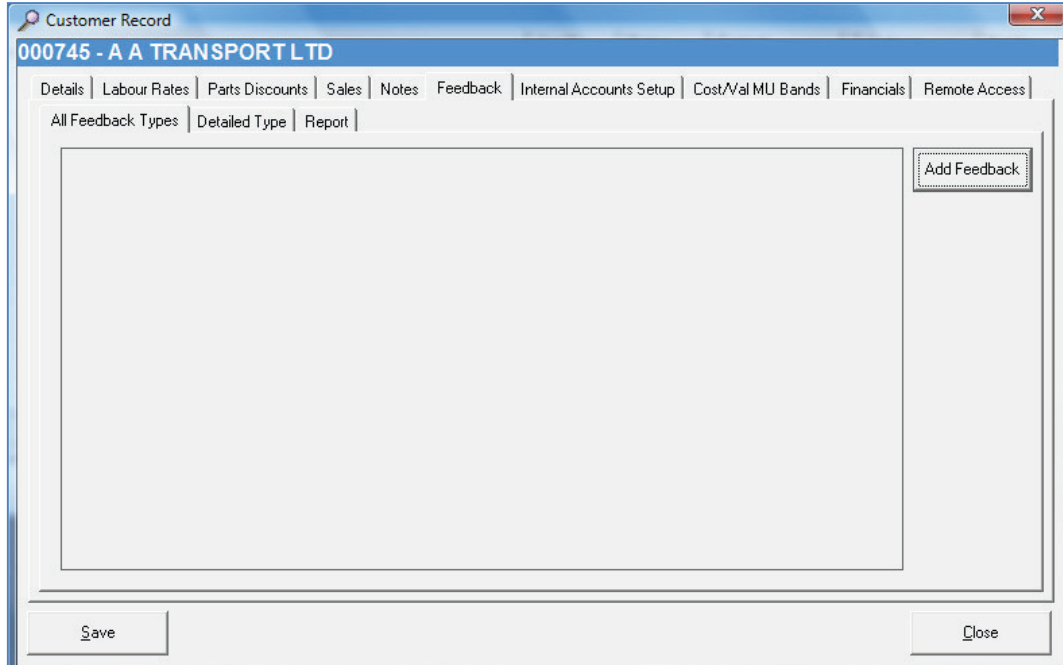 Customer Record
000745 - A A TRANSPORT LTD
Details Labour Rates Parts Discounts Sales Notes Feedback Internal Accounts Setup Cost/Val MU Bands Financials Remote Access
All Feedback Types Detailed Type Report
Add Feedback
Save Close